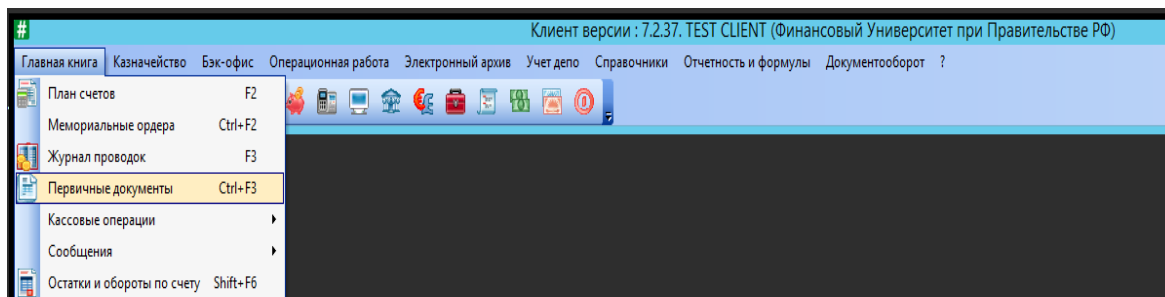 Клиент версии : 7.2.37. TEST CLIENT (Финансовый Университет при Правительстве РФ)
Главная книга Казначейство Бэк-офис Операционная работа Электронный архив Учет депо Справочники Отчетность и формулы Документооборот ?
План счетов F2
Мемориальные ордера Ctrl+F2
Журнал проводок F3
Первичные документы Ctrl+F3
Кассовые операции
Сообщения
Остатки и обороты по счету Shift+F6